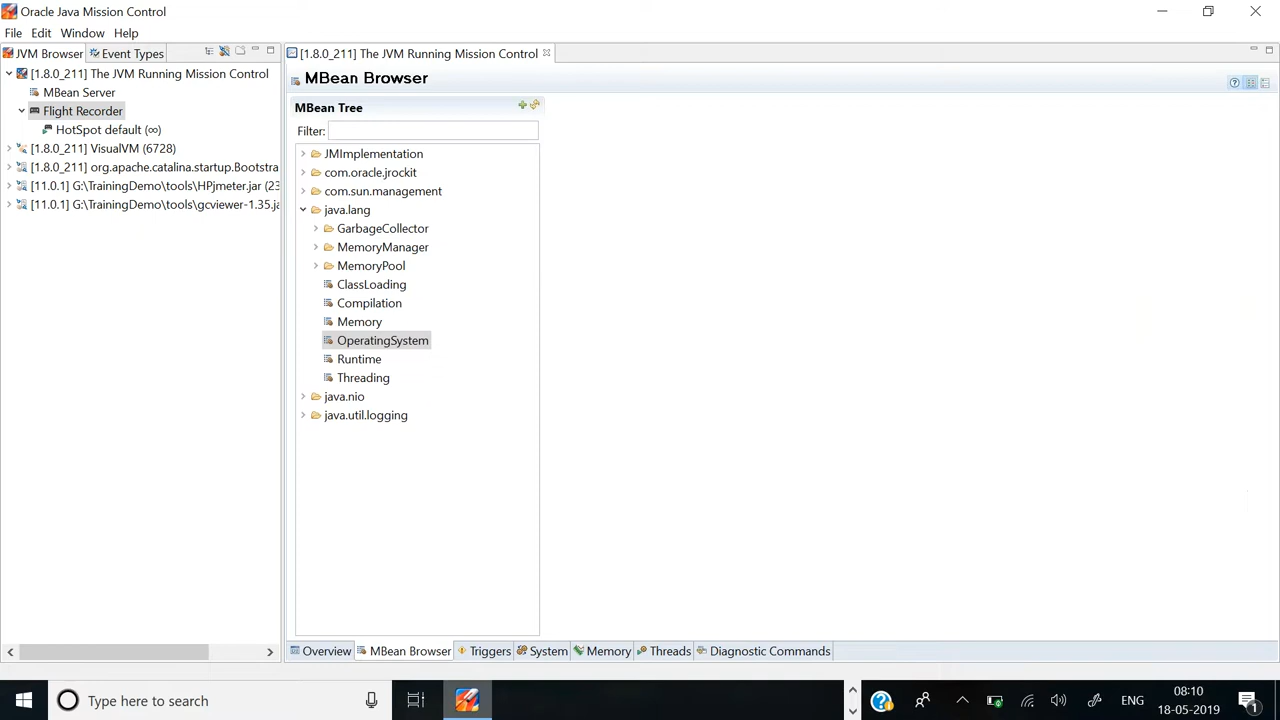 Oracle Java Mission Control
File Edit Window Help
JVM Browser Event Types
[1.8.0_211] The JVM Running Mission Control
MBean Server
Flight Recorder
HotSpot default (∞)
[1.8.0_211] VisualVM (6728)
[1.8.0_211] org.apache.catalina.startup.Bootstra
[11.0.1] G:\TrainingDemo\tools\HPjmeter.jar (23
[11.0.1] G:\TrainingDemo\tools\gcviewer-1.35.ja
[1.8.0_211] The JVM Running Mission Control
MBean Browser
MBean Tree
Filter:
JMImplementation
com.oracle.jrockit
com.sun.management
java.lang
GarbageCollector
MemoryManager
MemoryPool
ClassLoading
Compilation
Memory
OperatingSystem
Runtime
Threading
java.nio
java.util.logging
Overview MBean Browser Triggers System Memory Threads Diagnostic Commands
Type here to search
ENG
08:10
18-05-2019
1